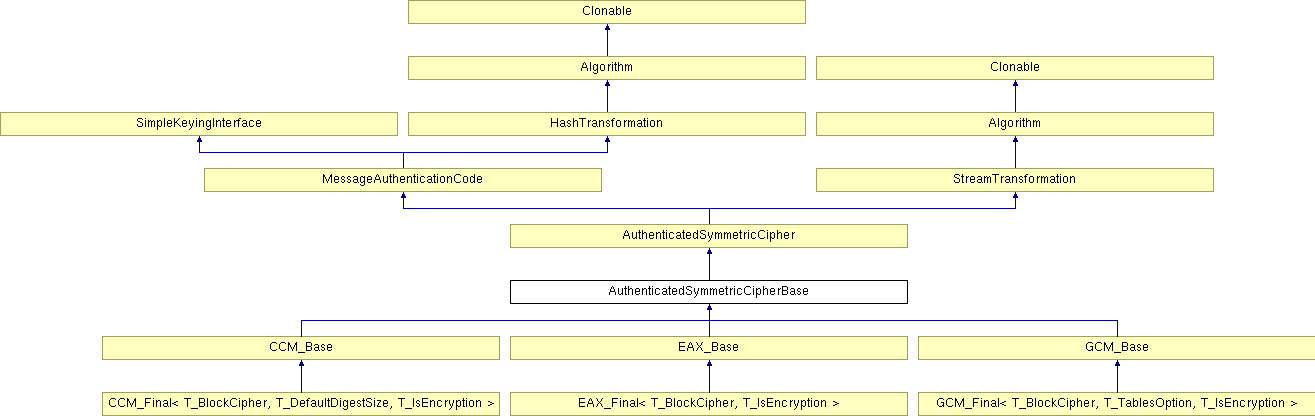 Clonable
Algorithm
Clonable
SimpleKeyingInterface
HashTransformation
Algorithm
MessageAuthenticationCode
StreamTransformation
AuthenticatedSymmetricCipher
AuthenticatedSymmetricCipherBase
CCM_Base
EAX_Base
GCM_Base
CCM_Final< T_BlockCipher, T_DefaultDigestSize, T_IsEncryption >
EAX_Final< T_BlockCipher, T_IsEncryption >
GCM_Final< T_BlockCipher, T_TablesOption, T_IsEncryption >